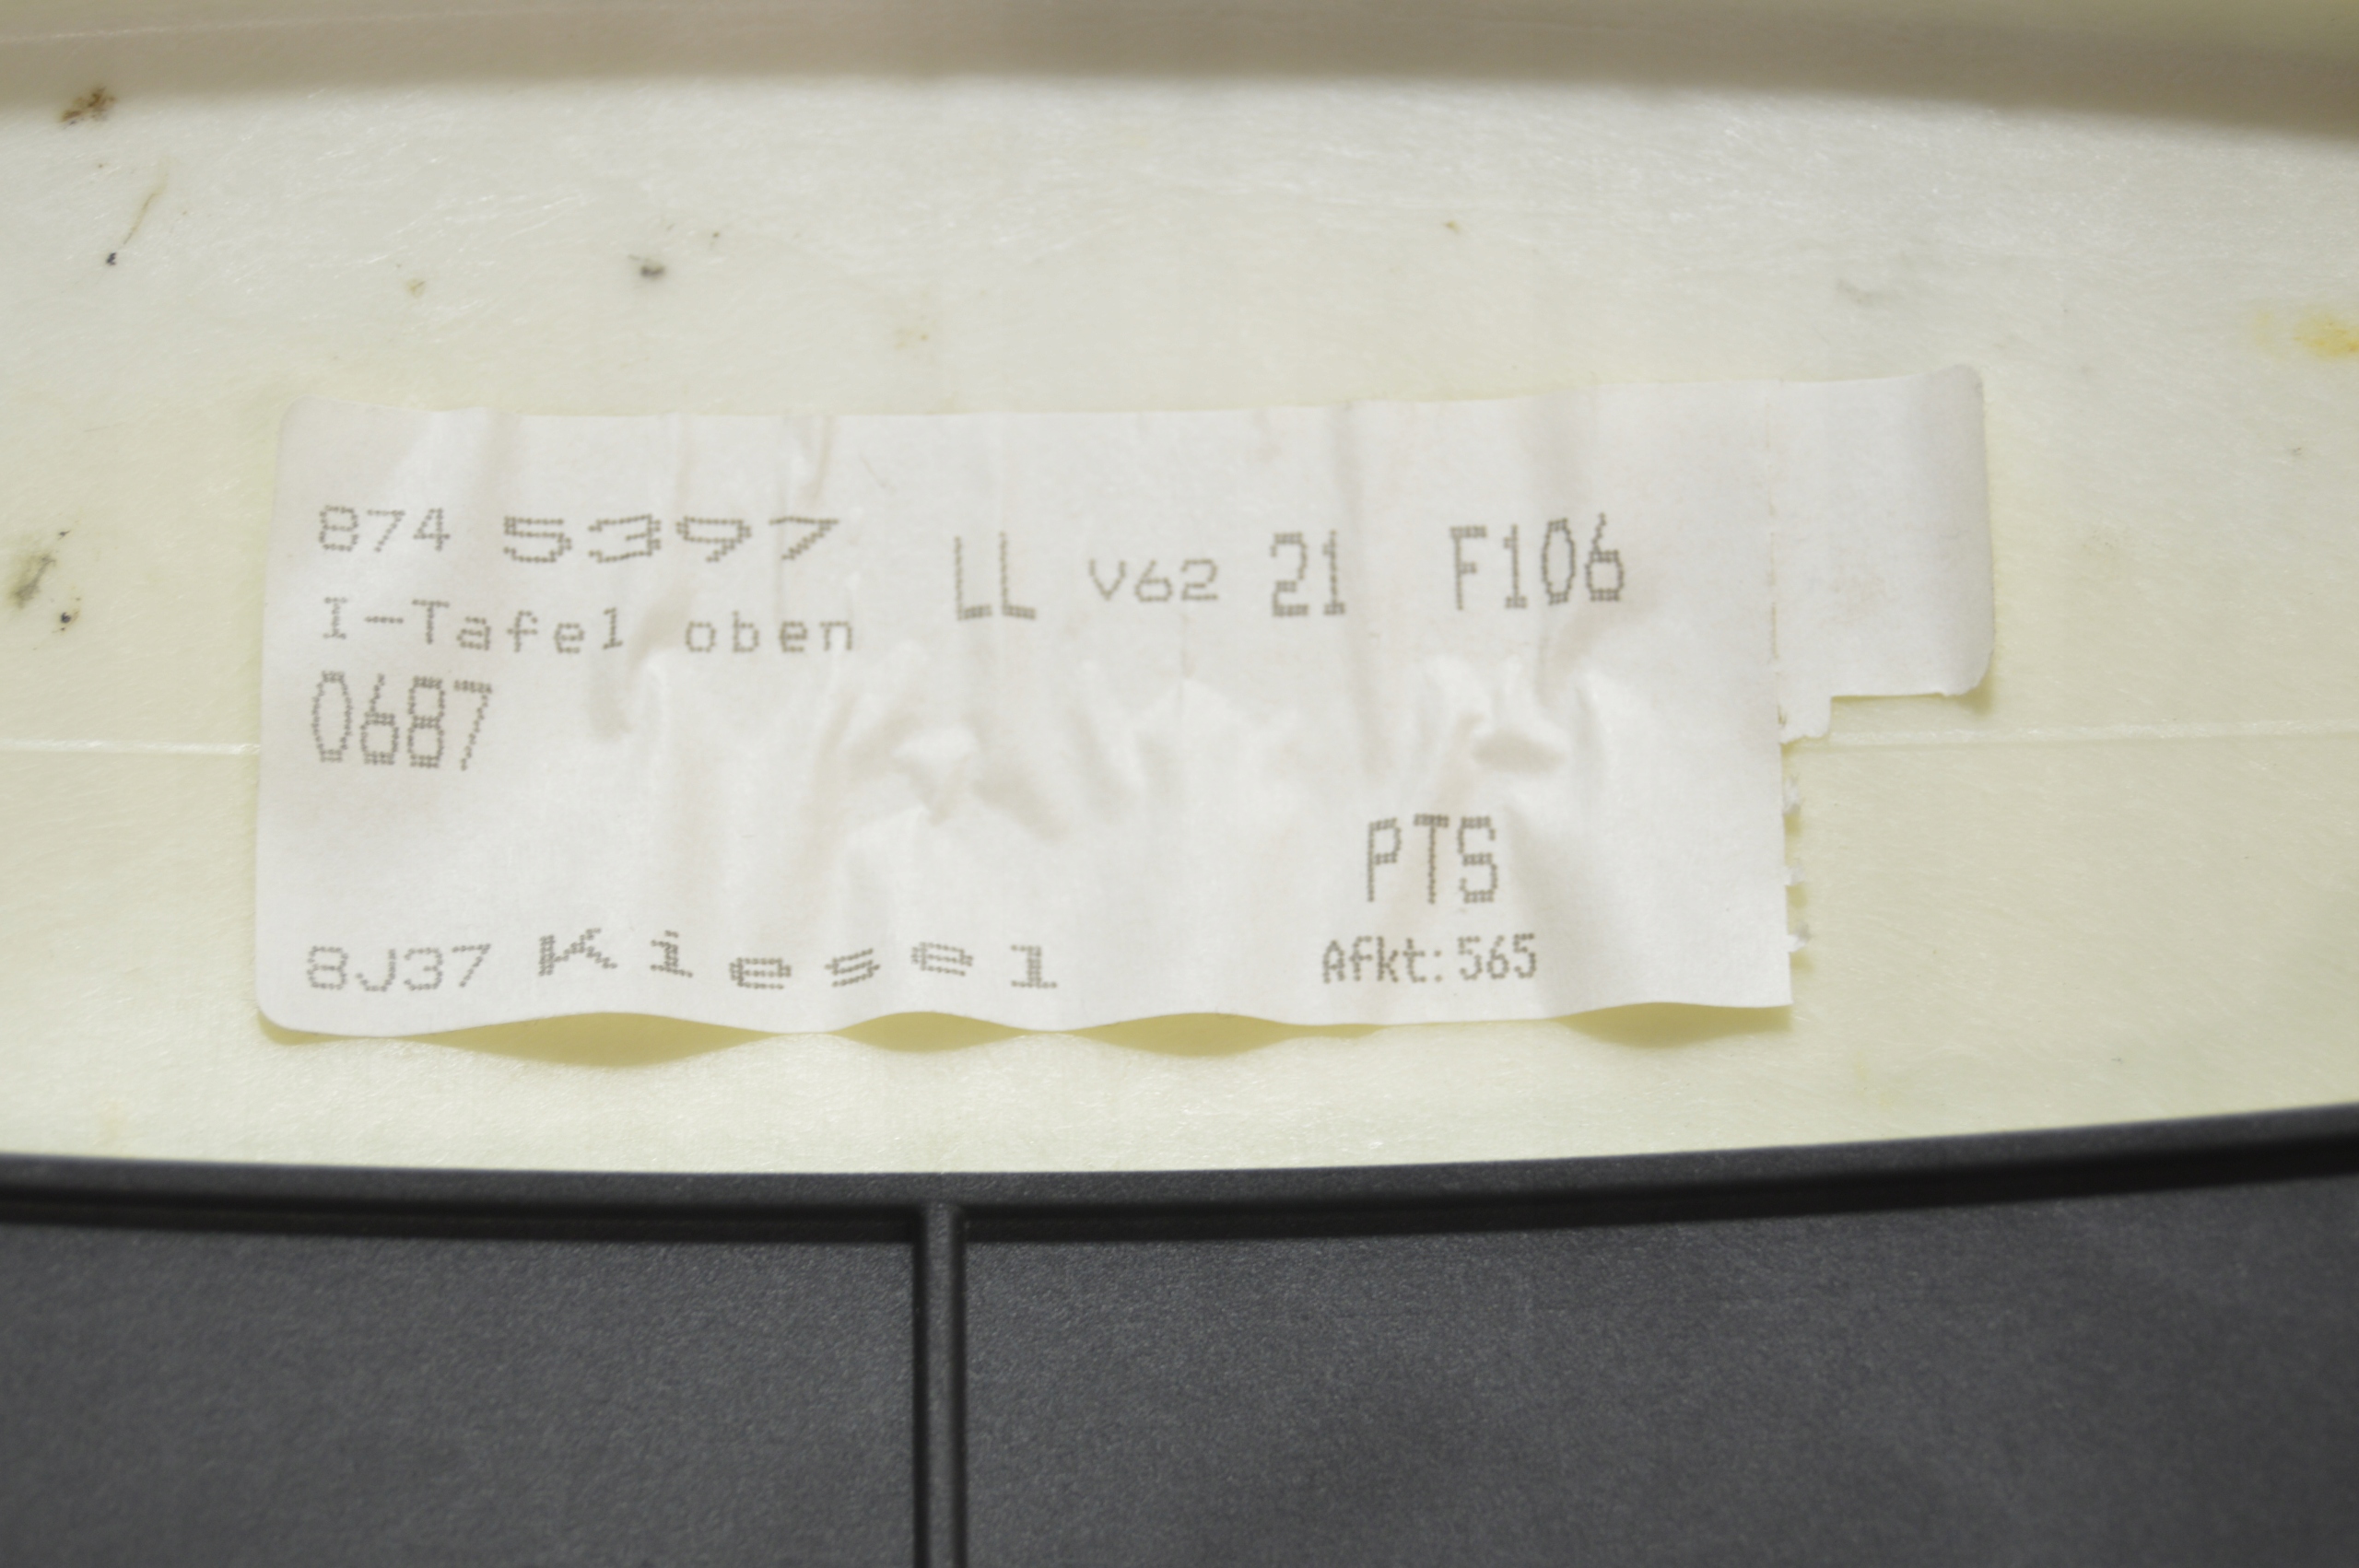 874 5397 LL V62 21 F106
I-Tafel oben
0687
PTS
8J37 Kiesel Afkt: 565